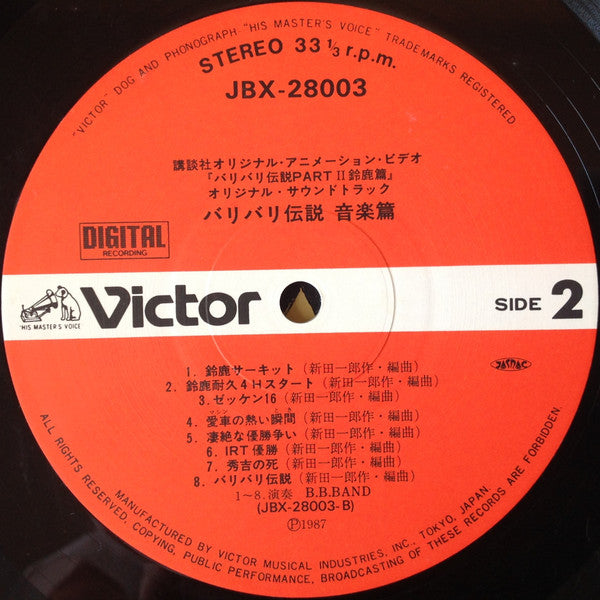 "VICTOR" DOG AND PHONOGRAPH "HIS MASTER'S VOICE" TRADEMARKS REGISTERED.
STEREO 33 1/3 r.p.m.
JBX-28003
講談社オリジナル・アニメーション・ビデオ
『バリバリ伝説PART II 鈴鹿篇』
オリジナル・サウンドトラック
バリバリ伝説 音楽篇
DIGITAL
RECORDING
"HIS MASTER'S VOICE"
Victor
SIDE 2
JASRAC
1. 鈴鹿サーキット(新田一郎作・編曲)
2. 鈴鹿耐久4Hスタート(新田一郎作・編曲)
3. ゼッケン16(新田一郎作・編曲)
マシン
4. 愛車の熱い瞬間(新田一郎作・編曲)
5. 凄絶な優勝争い(新田一郎作・編曲)
6. IRT優勝(新田一郎作・編曲)
7. 秀吉の死(新田一郎作・編曲)
8. バリバリ伝説(新田一郎作・編曲)
1~8. 演奏 B.B.BAND
(JBX-28003-B)
Ⓟ1987
MANUFACTURED BY VICTOR MUSICAL INDUSTRIES, INC., TOKYO, JAPAN.
ALL RIGHTS RESERVED. COPYING, PUBLIC PERFORMANCE, BROADCASTING OF THESE RECORDS ARE FORBIDDEN.